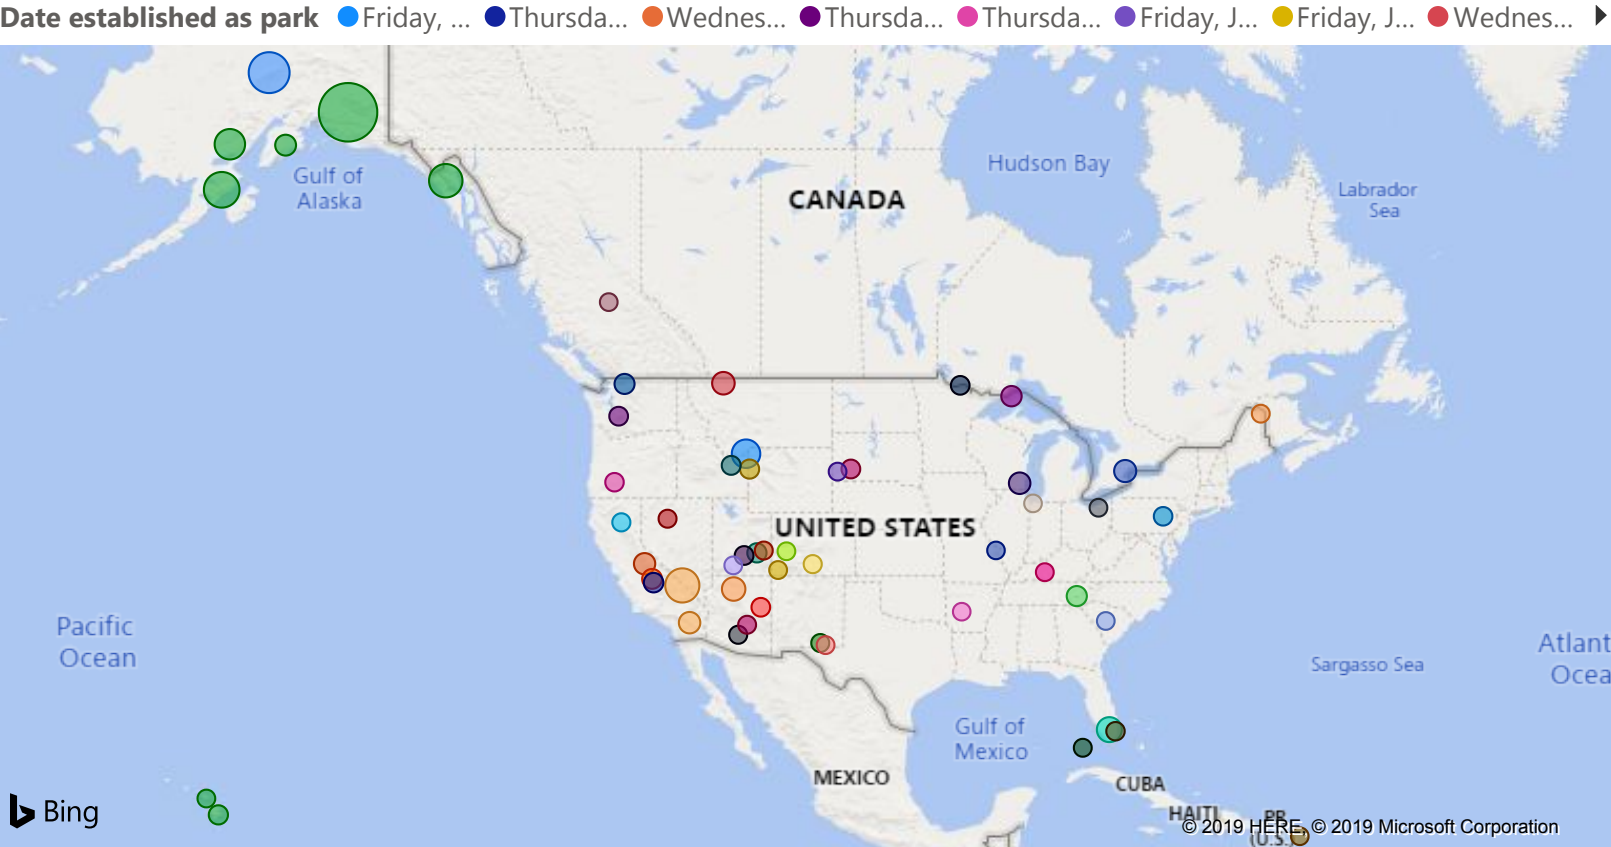 Date established as park Friday, ... Thursda... Wednes... Thursda... Thursda... Friday, J... Friday, J... Wednes...
Hudson Bay
Gulf of
Alaska
CANADA
Labrador
Sea
UNITED STATES
Pacific
Ocean
Atlant
Ocea
Sargasso Sea
Gulf of
Mexico
MEXICO
CUBA
HAITI
PR
(U.S.)
Bing
© 2019 HERE, © 2019 Microsoft Corporation